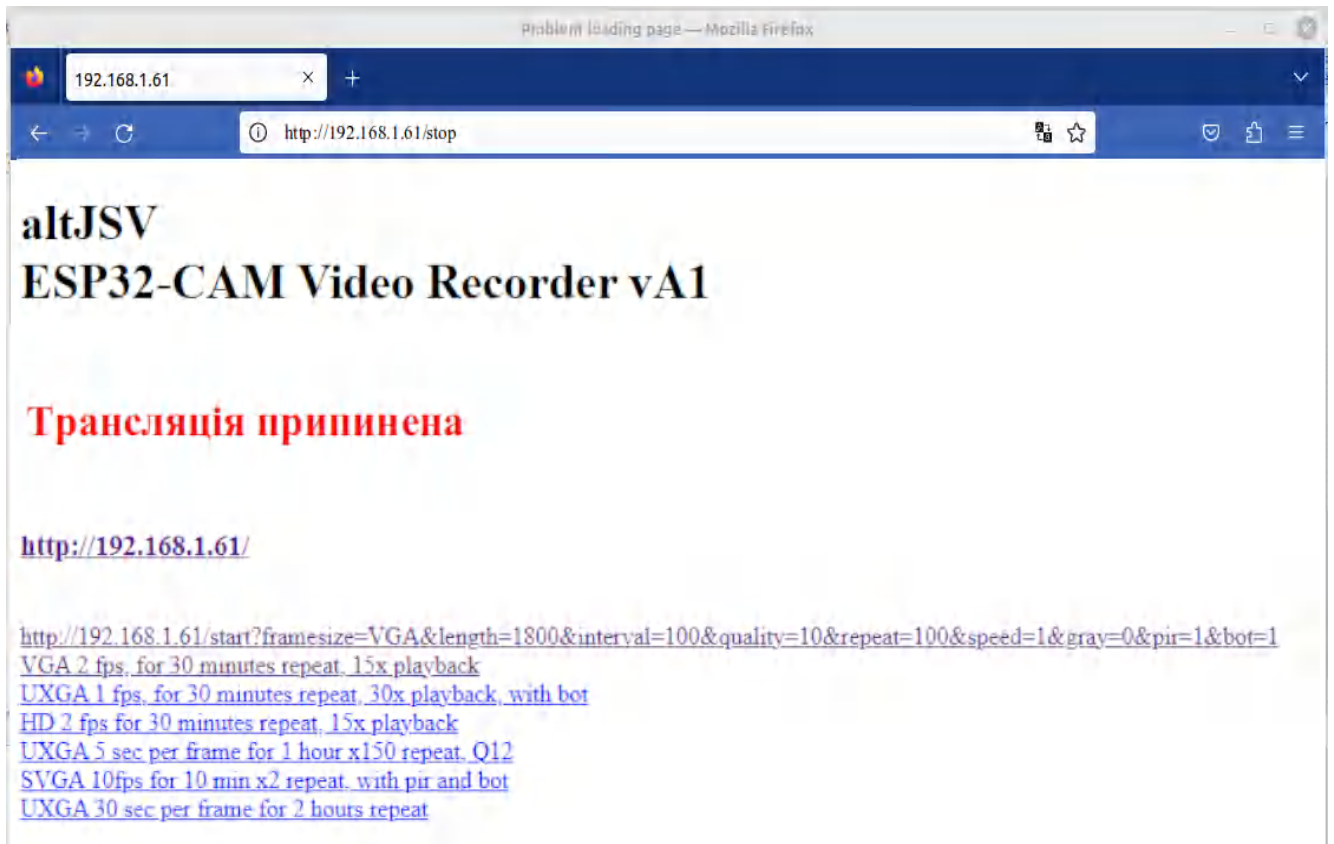 Problem loading page — Mozilla Firefox
192.168.1.61
http://192.168.1.61/stop
altJSV
ESP32-CAM Video Recorder vA1
Трансляція припинена
http://192.168.1.61/
http://192.168.1.61/start?framesize=VGA&length=1800&interval=100&quality=10&repeat=100&speed=1&gray=0&pir=1&bot=1
VGA 2 fps, for 30 minutes repeat, 15x playback
UXGA 1 fps, for 30 minutes repeat, 30x playback, with bot
HD 2 fps for 30 minutes repeat, 15x playback
UXGA 5 sec per frame for 1 hour x150 repeat, Q12
SVGA 10fps for 10 min x2 repeat, with pir and bot
UXGA 30 sec per frame for 2 hours repeat